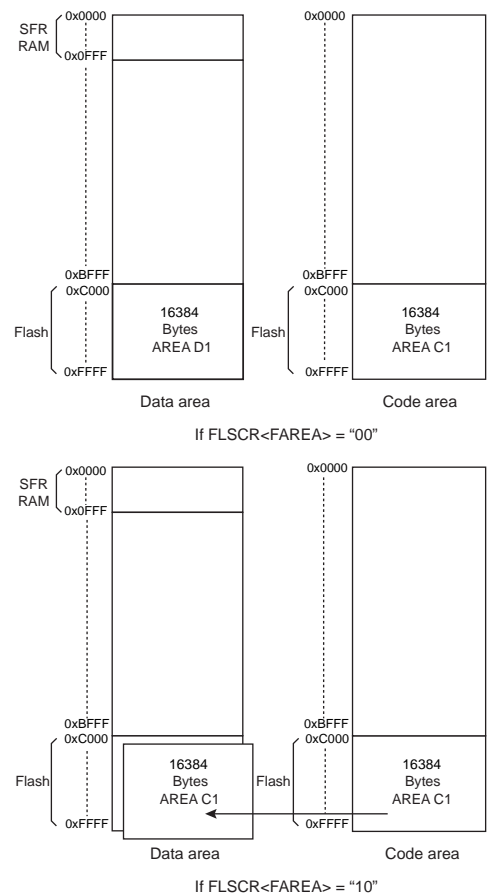 0x0000
SFR
RAM
0x0FFF
0xBFFF
0xC000
Flash
16384
Bytes
AREA D1
0xFFFF
Data area
0x0000
0xBFFF
0xC000
Flash
16384
Bytes
AREA C1
0xFFFF
Code area
If FLSCR<FAREA> = “00”
0x0000
SFR
RAM
0x0FFF
0xBFFF
0xC000
Flash
16384
Bytes
AREA C1
0xFFFF
Data area
0x0000
0xBFFF
0xC000
Flash
16384
Bytes
AREA C1
0xFFFF
Code area
If FLSCR<FAREA> = “10”